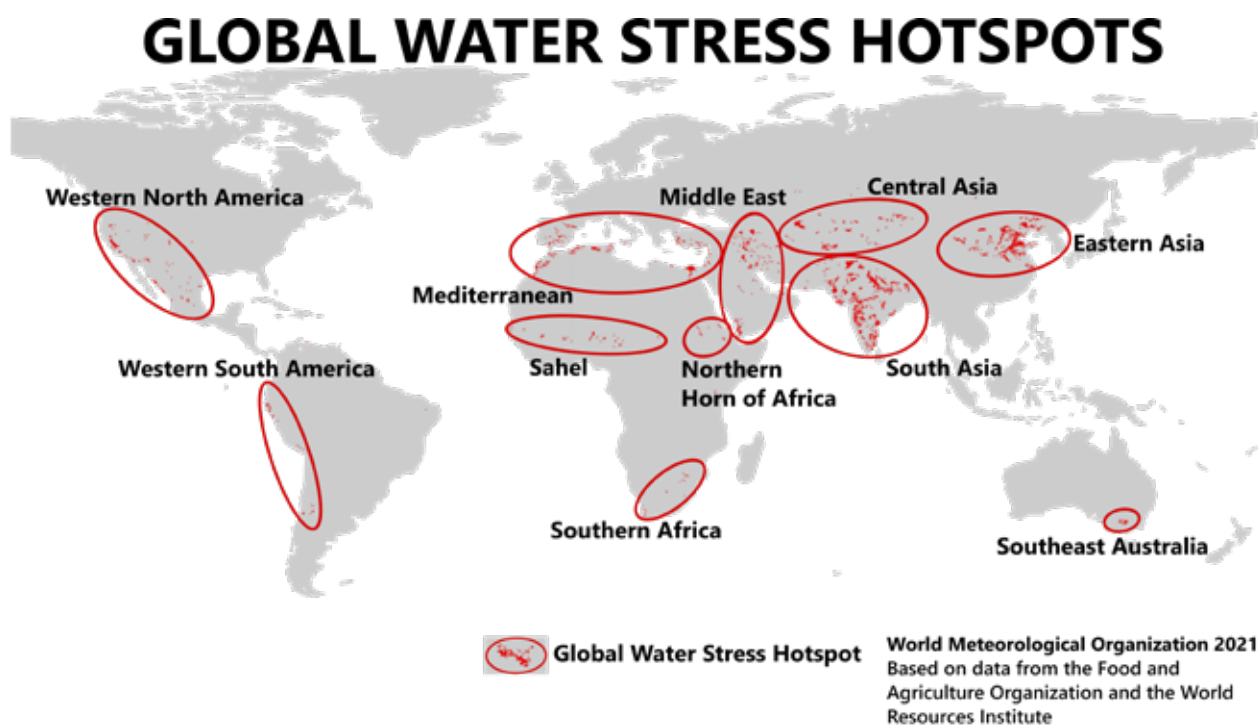 GLOBAL WATER STRESS HOTSPOTS
Western North America
Middle East
Central Asia
Eastern Asia
Mediterranean
Western South America
Sahel
Northern
Horn of Africa
South Asia
Southern Africa
Southeast Australia
Global Water Stress Hotspot
World Meteorological Organization 2021
Based on data from the Food and
Agriculture Organization and the World
Resources Institute